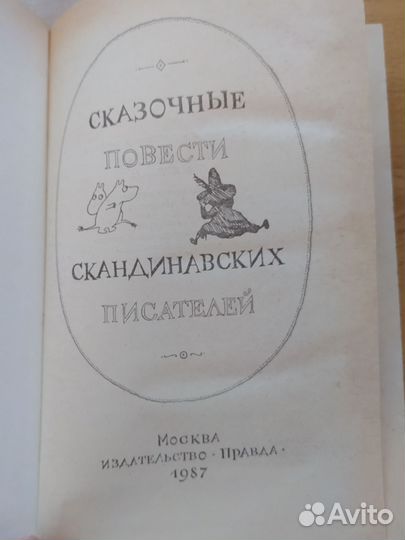 СКАЗОЧНЫЕ
ПОВЕСТИ
СКАНДИНАВСКИХ
ПИСАТЕЛЕЙ
МОСКВА
ИЗДАТЕЛЬСТВО · ПРАВДА ·
1987
Avito